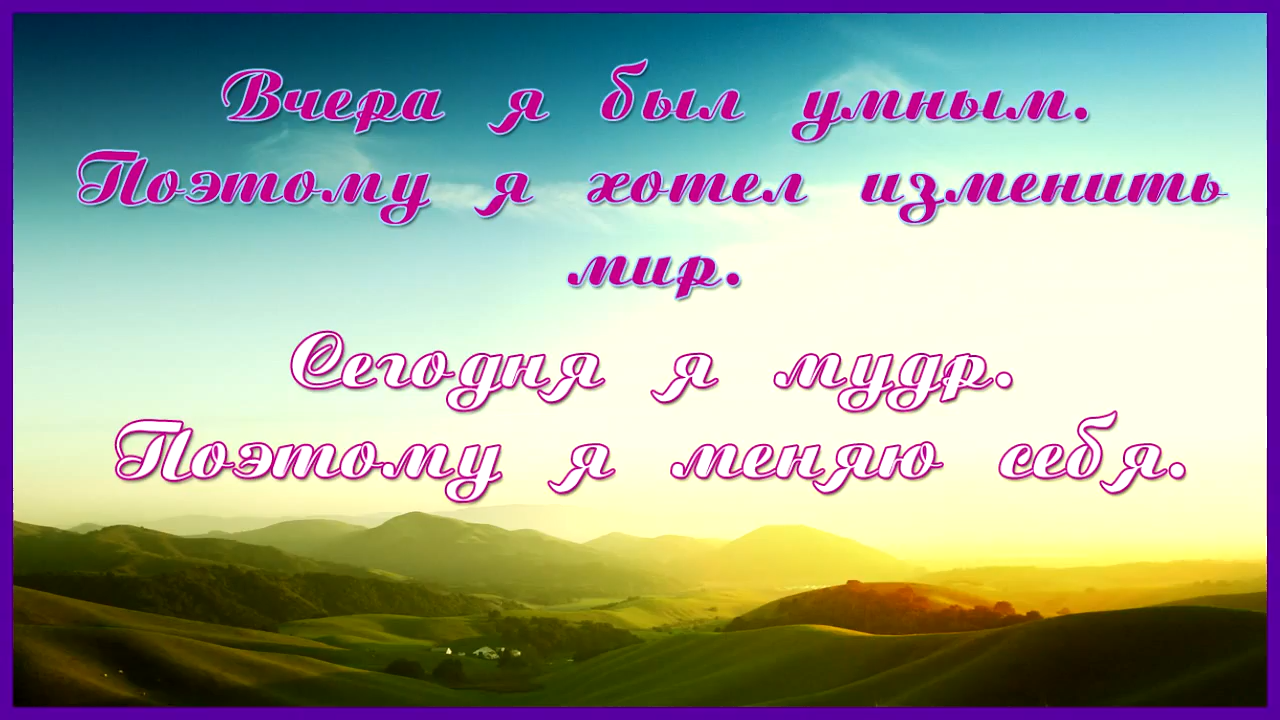 Вчера я был умным.
Поэтому я хотел изменить
мир.
Сегодня я мудр.
Поэтому я меняю себя.